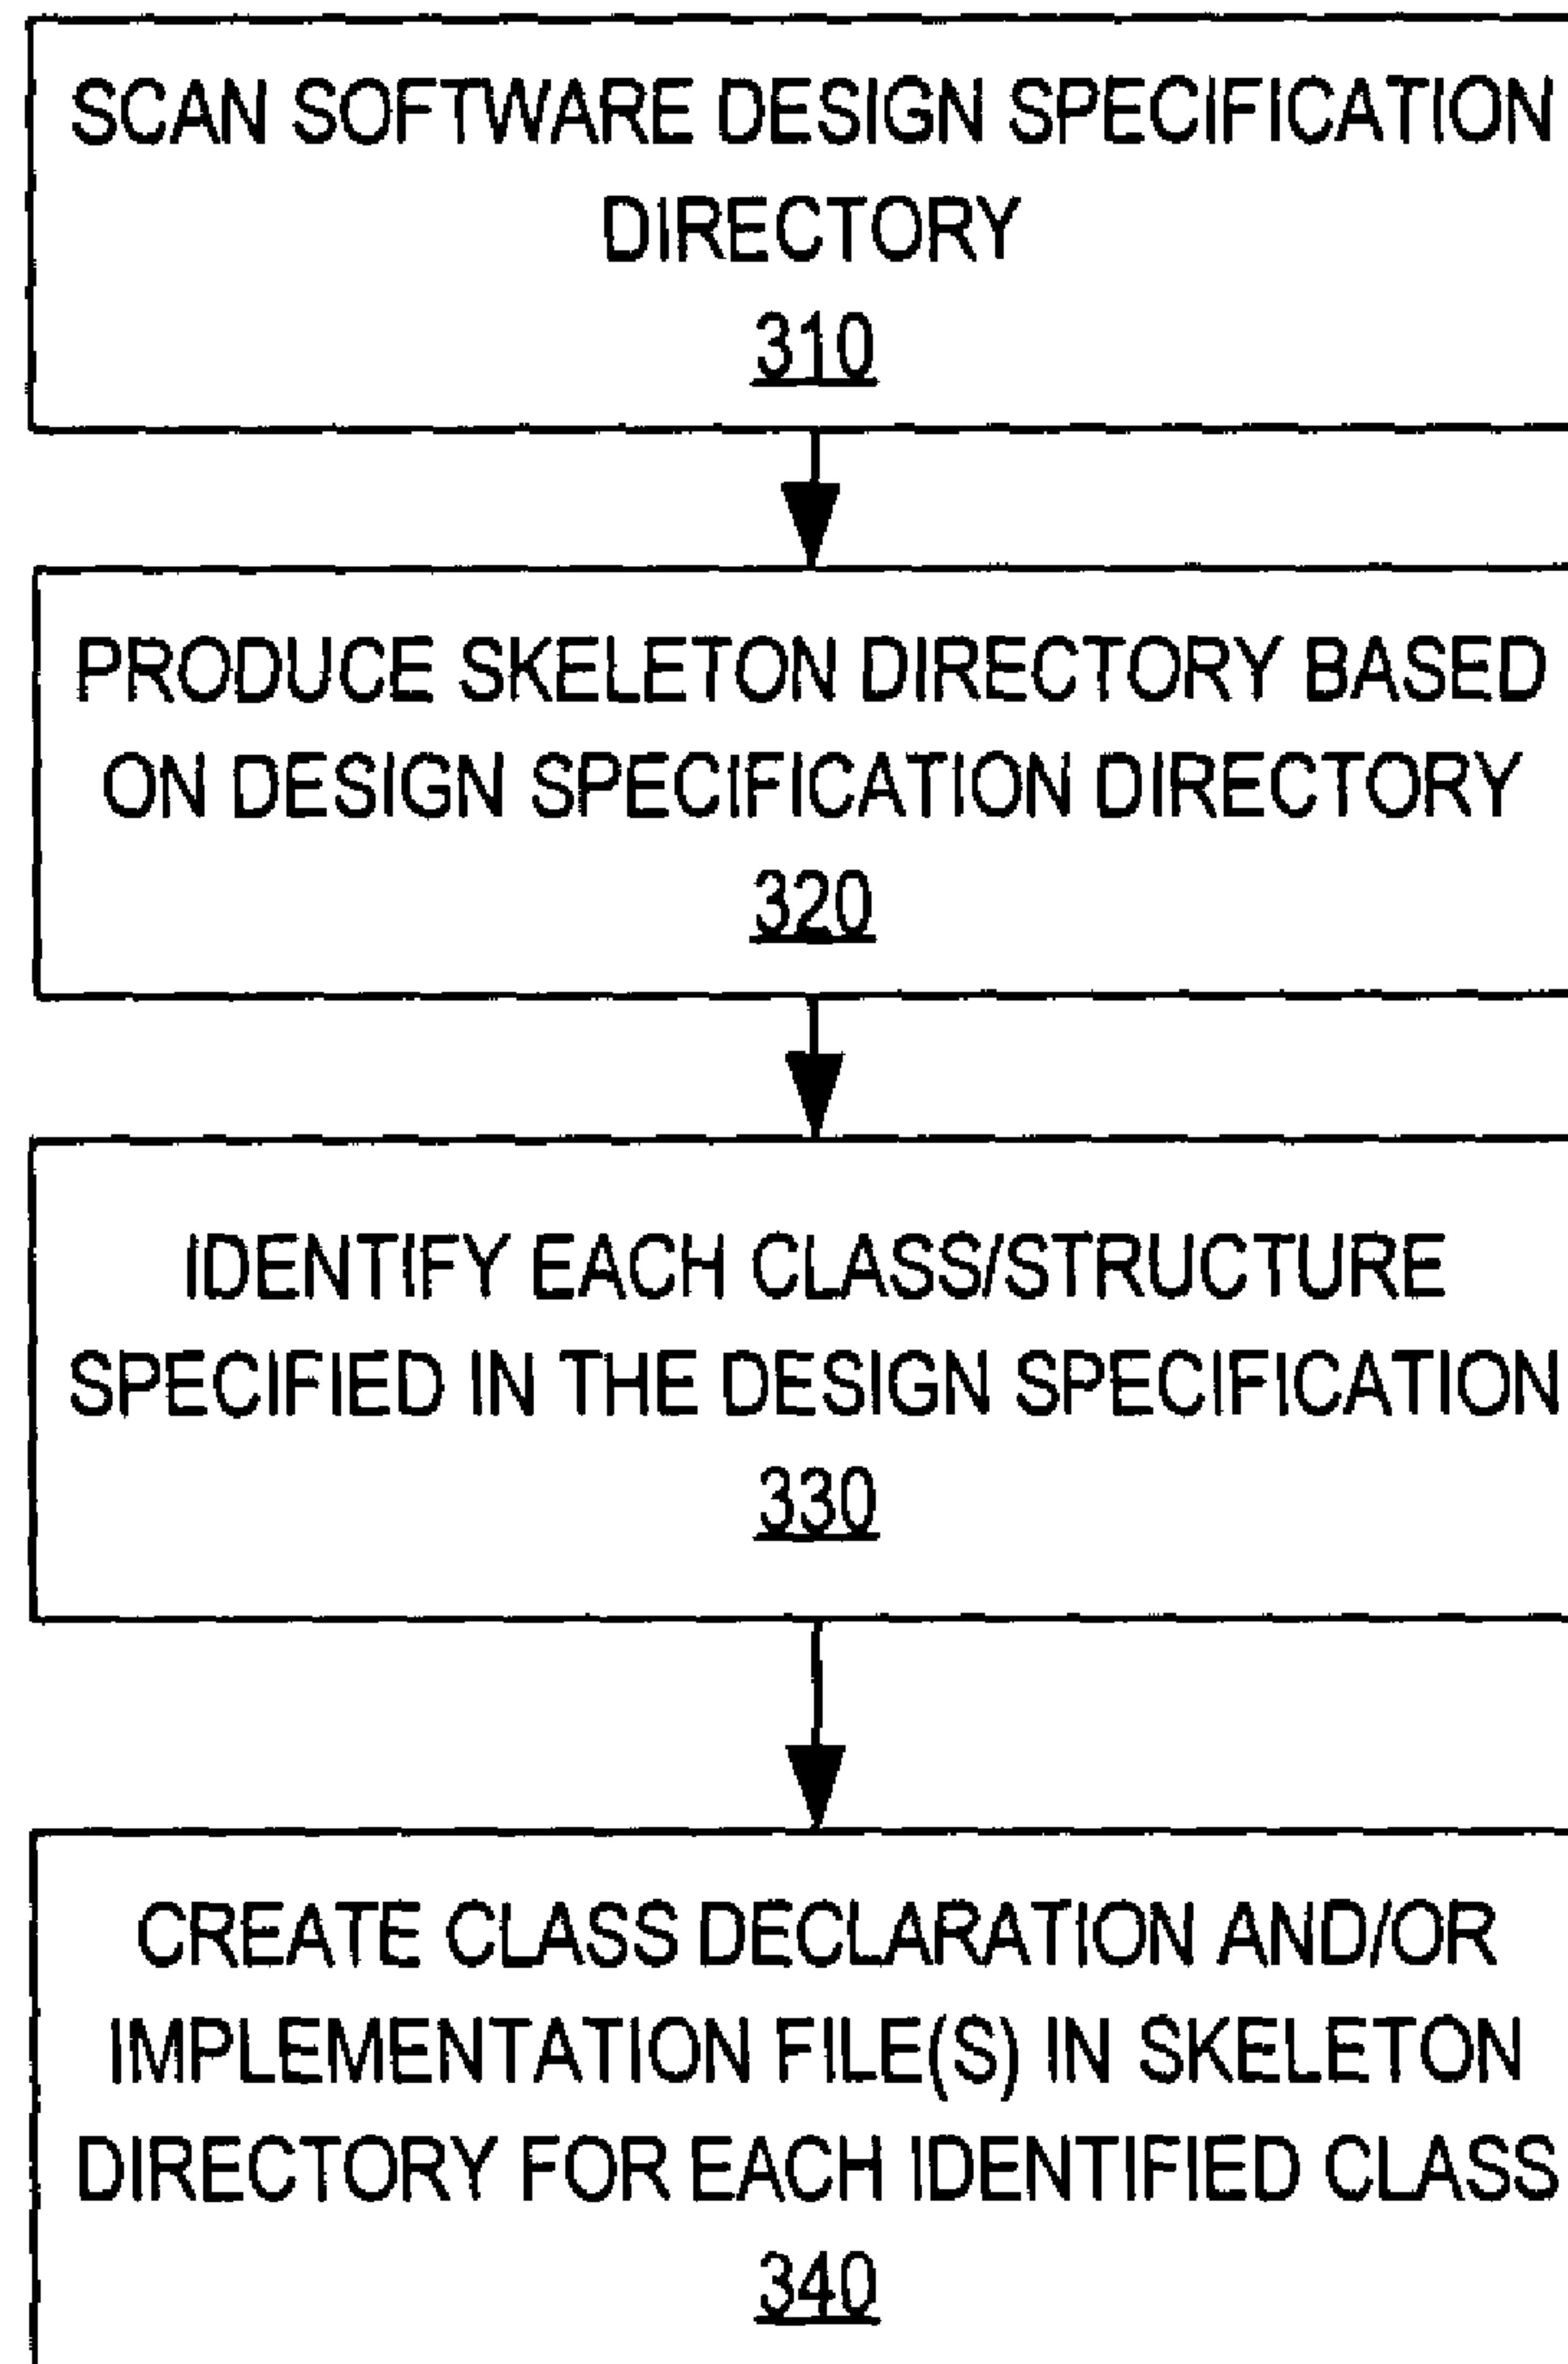 SCAN SOFTWARE DESIGN SPECIFICATION
DIRECTORY
310
PRODUCE SKELETON DIRECTORY BASED
ON DESIGN SPECIFICATION DIRECTORY
320
IDENTIFY EACH CLASS/STRUCTURE
SPECIFIED IN THE DESIGN SPECIFICATION
330
CREATE CLASS DECLARATION AND/OR
IMPLEMENTATION FILE(S) IN SKELETON
DIRECTORY FOR EACH IDENTIFIED CLASS
340